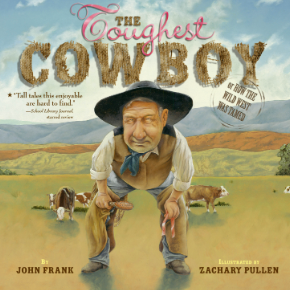 THE
Toughest
COWBOY
OR HOW THE
WILD WEST
WAS TAMED
★ "Tall tales this enjoyable
are hard to find."
—School Library Journal,
starred review
BY
JOHN FRANK
ILLUSTRATED BY
ZACHARY PULLEN